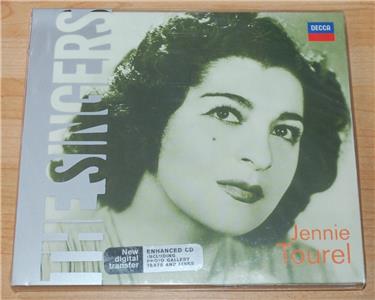 THE SINGERS
DECCA
Jennie
Tourel
New
digital
transfer
ENHANCED CD
INCLUDING
PHOTO GALLERY
TEXTS AND LINKS